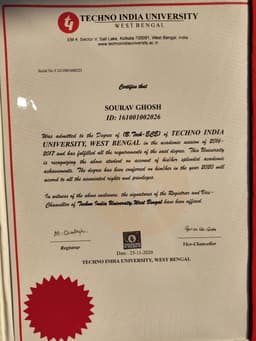 TECHNO INDIA UNIVERSITY
WEST BENGAL
EM 4, Sector V, Salt Lake, Kolkata 700091, West Bengal, India
www.technoindiauniversity.ac.in
Certifies that
SOURAV GHOSH
ID: 161001002026
Was admitted to the Degree of (B.Tech-ECE) of TECHNO INDIA
UNIVERSITY, WEST BENGAL in the academic session of 2016-
2017 and has fulfilled all the requirements of the said degree. This University
is recognizing the above student on account of his/her splendid academic
achievements. The degree has been conferred on him/her in the year 2020 will
accord to all the associated rights and privileges.
In witness of the above welcome, the signatures of the Registrar and Vice-
Chancellor of Techno India University, West Bengal have been affixed.
Registrar
Vice-Chancellor
Date : 25-11-2020
TECHNO INDIA UNIVERSITY, WEST BENGAL